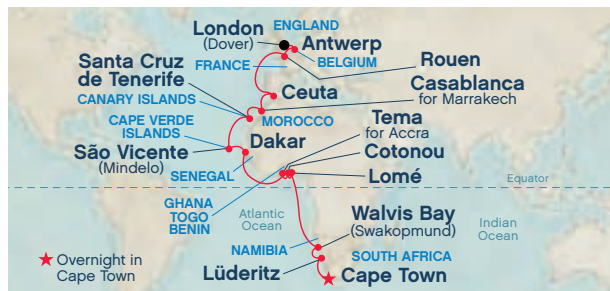 London
(Dover)
ENGLAND
Antwerp
BELGIUM
FRANCE
Rouen
Santa Cruz
de Tenerife
CANARY ISLANDS
Ceuta
Casablanca
for Marrakech
MOROCCO
CAPE VERDE
ISLANDS
São Vicente
(Mindelo)
Dakar
SENEGAL
Tema
for Accra
Cotonou
Lomé
Equator
GHANA
TOGO
BENIN
Atlantic
Ocean
Indian
Ocean
Walvis Bay
(Swakopmund)
NAMIBIA
SOUTH AFRICA
Lüderitz
Cape Town
Overnight in
Cape Town